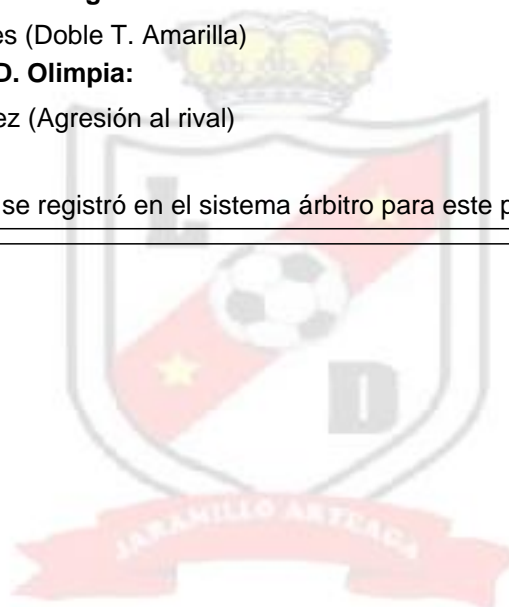 es (Doble T. Amarilla)
D. Olimpia:
ez (Agresión al rival)
se registró en el sistema árbitro para este p
L
D
JARAMILLO ARTEAGA